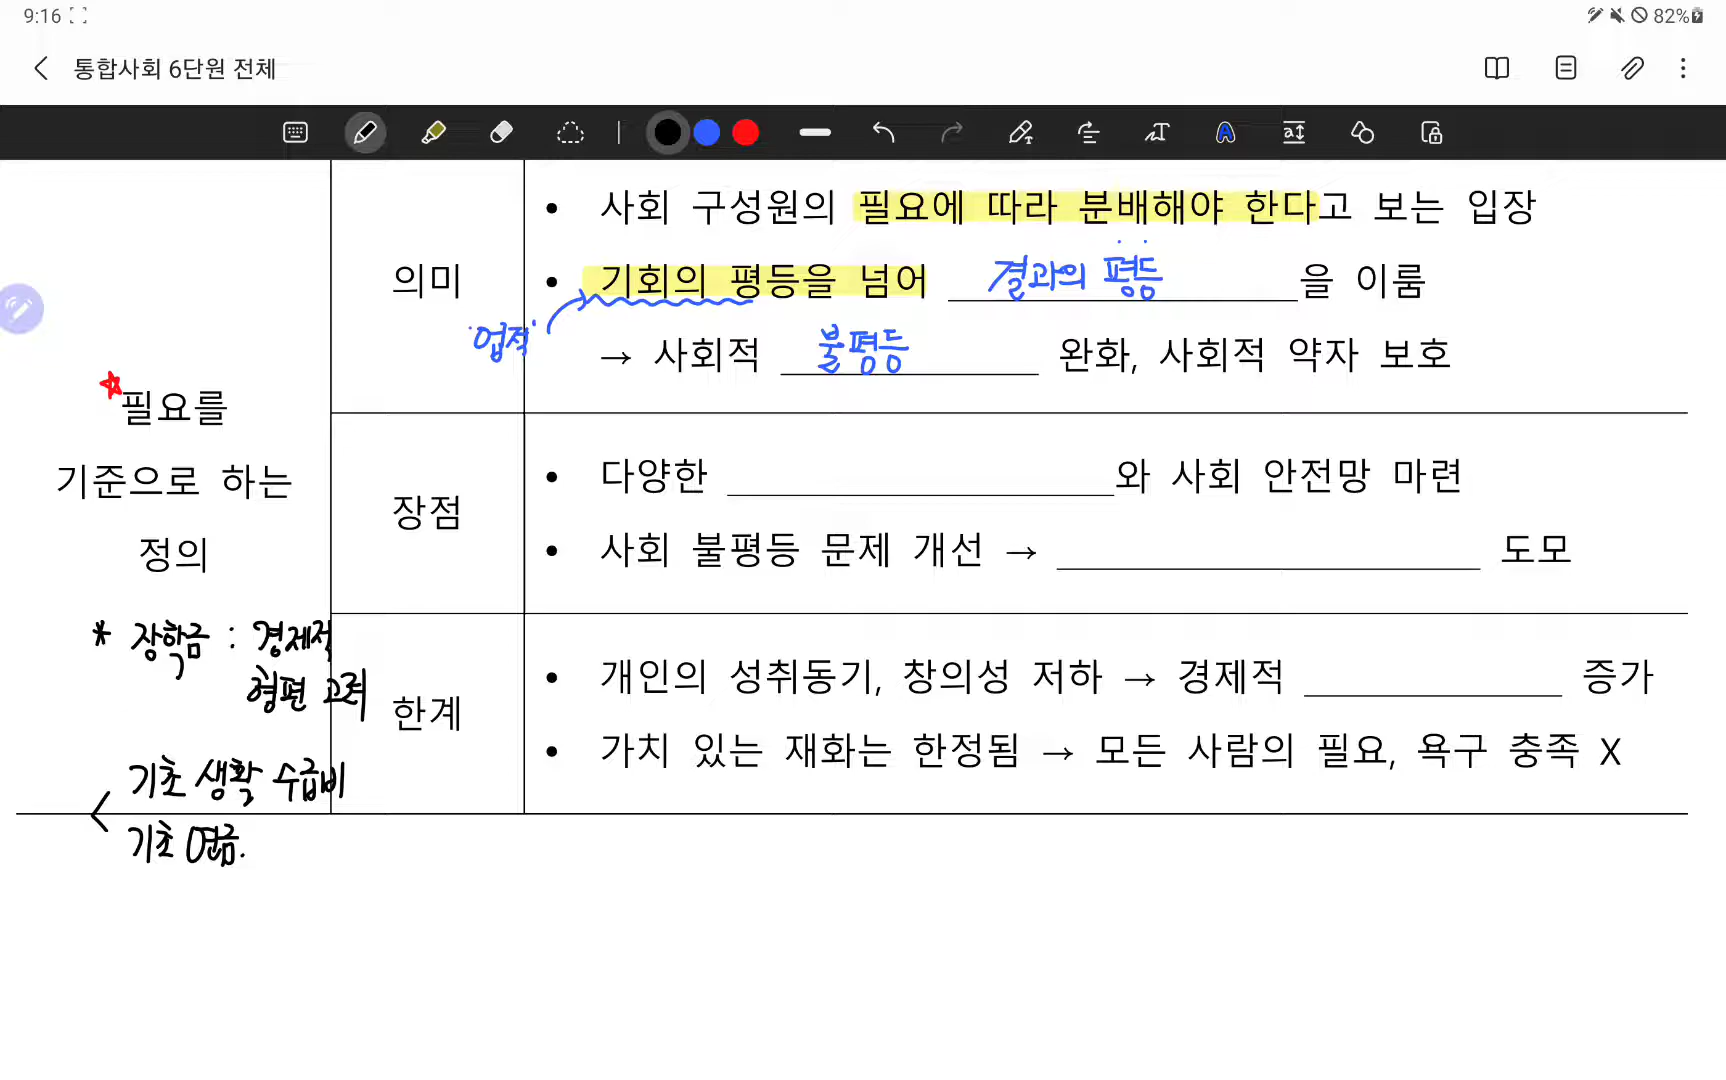 9:16
82%
통합사회 6단원 전체
필요를
기준으로 하는
정의
* 장학금 : 경제적
형편 고려
기초 생활 수급비
기초 연금.
의미
• 사회 구성원의 필요에 따라 분배해야 한다고 보는 입장
• 기회의 평등을 넘어 결과의 평등을 이룸
'업적'
→ 사회적 불평등 완화, 사회적 약자 보호
장점
• 다양한 ____와 사회 안전망 마련
• 사회 불평등 문제 개선 → ____ 도모
한계
• 개인의 성취동기, 창의성 저하 → 경제적 ____ 증가
• 가치 있는 재화는 한정됨 → 모든 사람의 필요, 욕구 충족 X